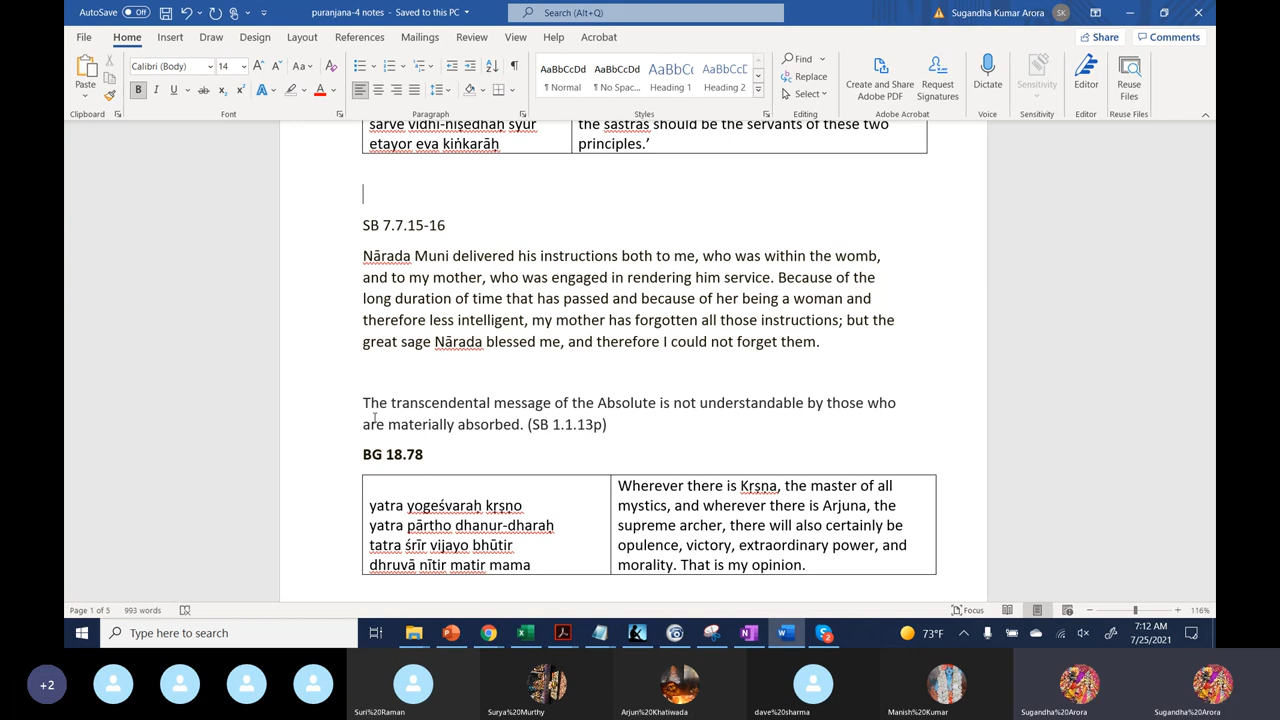 AutoSave Off
puranjana-4 notes - Saved to this PC
Search (Alt+Q)
Sugandha Kumar Arora
SK
File Home Insert Draw Design Layout References Mailings Review View Help Acrobat
Share Comments
Paste
Clipboard
Calibri (Body) 14
Font
Paragraph
AaBbCcDd AaBbCcDd AaBbCc AaBbCcD
¶ Normal ¶ No Spac... Heading 1 Heading 2
Styles
Find
Replace
Select
Editing
Create and Share Adobe PDF
Request Signatures
Adobe Acrobat
Dictate
Voice
Sensitivity
Sensitivity
Editor
Editor
Reuse Files
Reuse Files
sarve vidhi-niṣedhāḥ syur
etayor eva kiṅkarāḥ
the śāstras should be the servants of these two
principles.’
SB 7.7.15-16
Nārada Muni delivered his instructions both to me, who was within the womb,
and to my mother, who was engaged in rendering him service. Because of the
long duration of time that has passed and because of her being a woman and
therefore less intelligent, my mother has forgotten all those instructions; but the
great sage Nārada blessed me, and therefore I could not forget them.
The transcendental message of the Absolute is not understandable by those who
are materially absorbed. (SB 1.1.13p)
BG 18.78
yatra yogeśvaraḥ kṛṣṇo
yatra pārtho dhanur-dharaḥ
tatra śrīr vijayo bhūtir
dhruvā nītir matir mama
Wherever there is Kṛṣṇa, the master of all
mystics, and wherever there is Arjuna, the
supreme archer, there will also certainly be
opulence, victory, extraordinary power, and
morality. That is my opinion.
Page 1 of 5 993 words
Focus
116%
Type here to search
73°F
7:12 AM
7/25/2021
+2
Suri%20Raman
Surya%20Murthy
Arjun%20Khatiwada
dave%20sharma
Manish%20Kumar
Sugandha%20Arora
Sugandha%20Arora